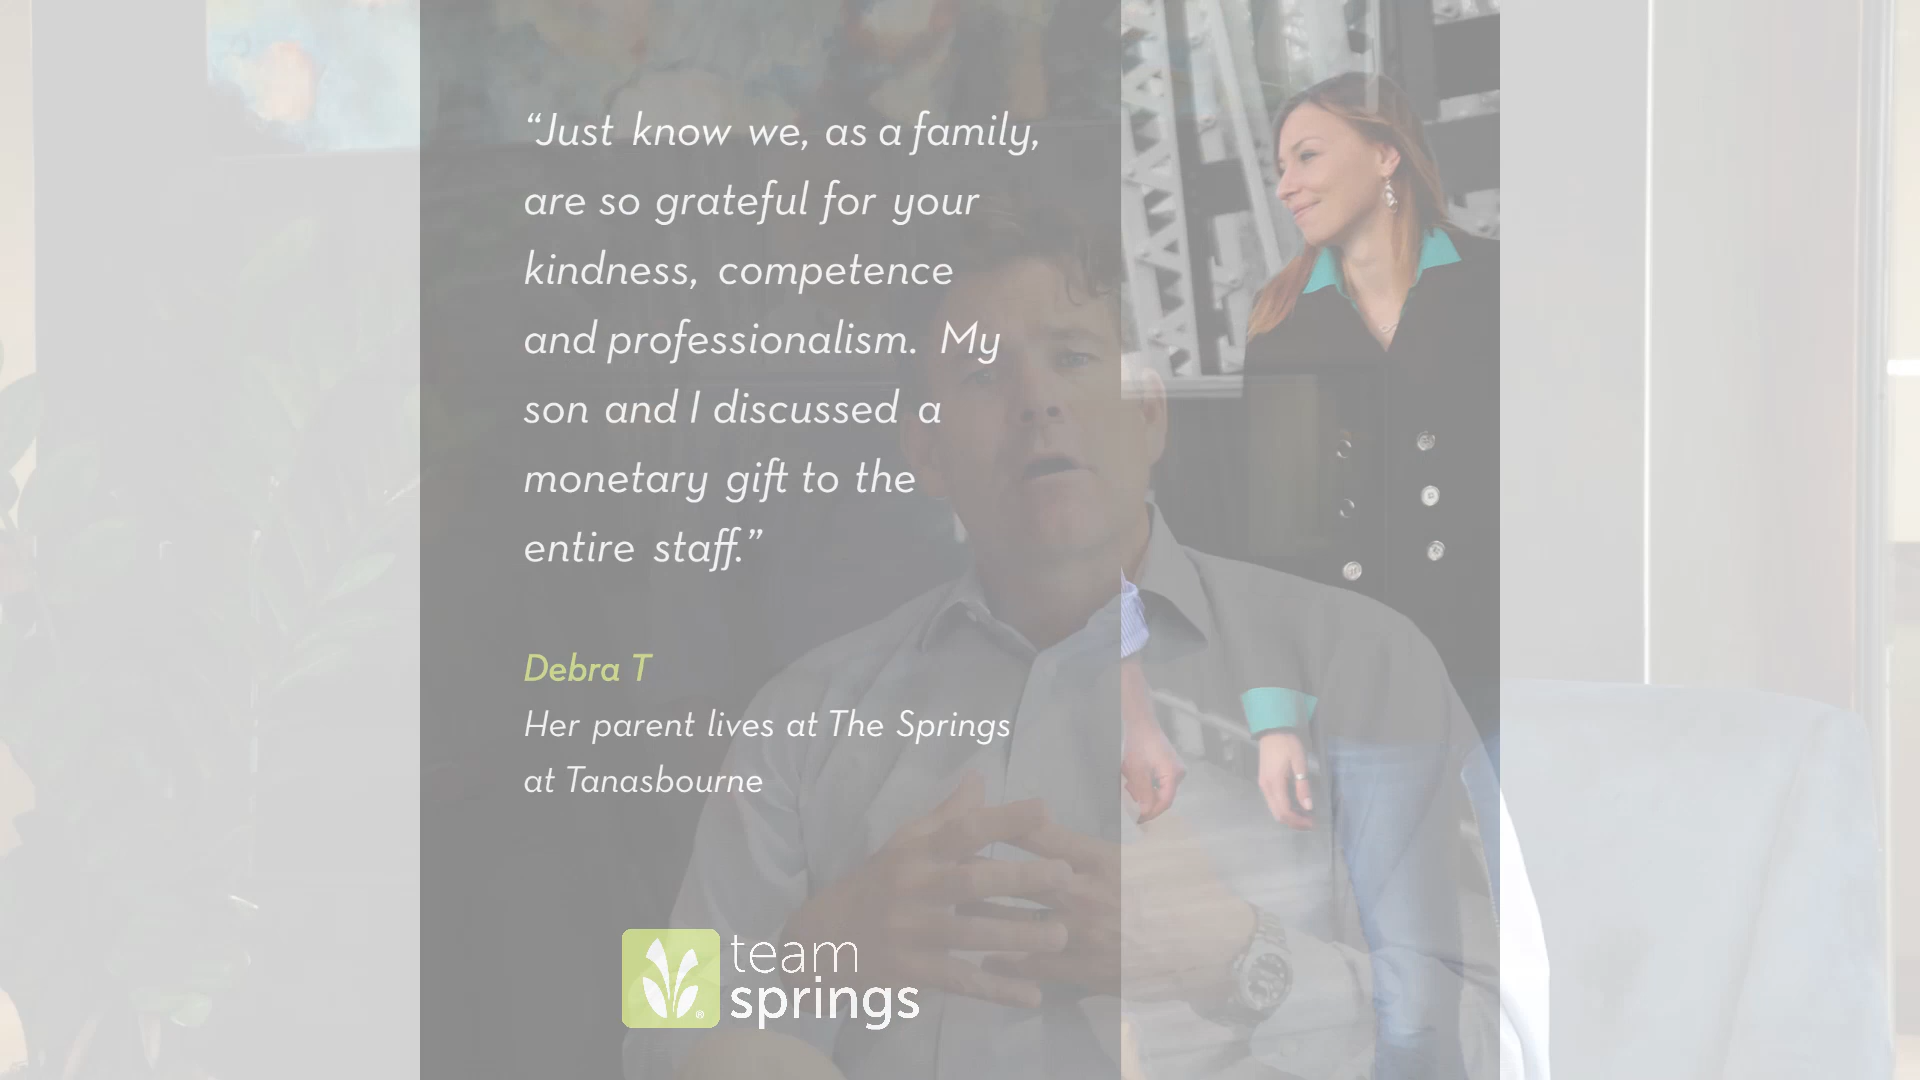 “Just know we, as a family,
are so grateful for your
kindness, competence
and professionalism. My
son and I discussed a
monetary gift to the
entire staff.”
Debra T
Her parent lives at The Springs
at Tanasbourne
team
springs
®